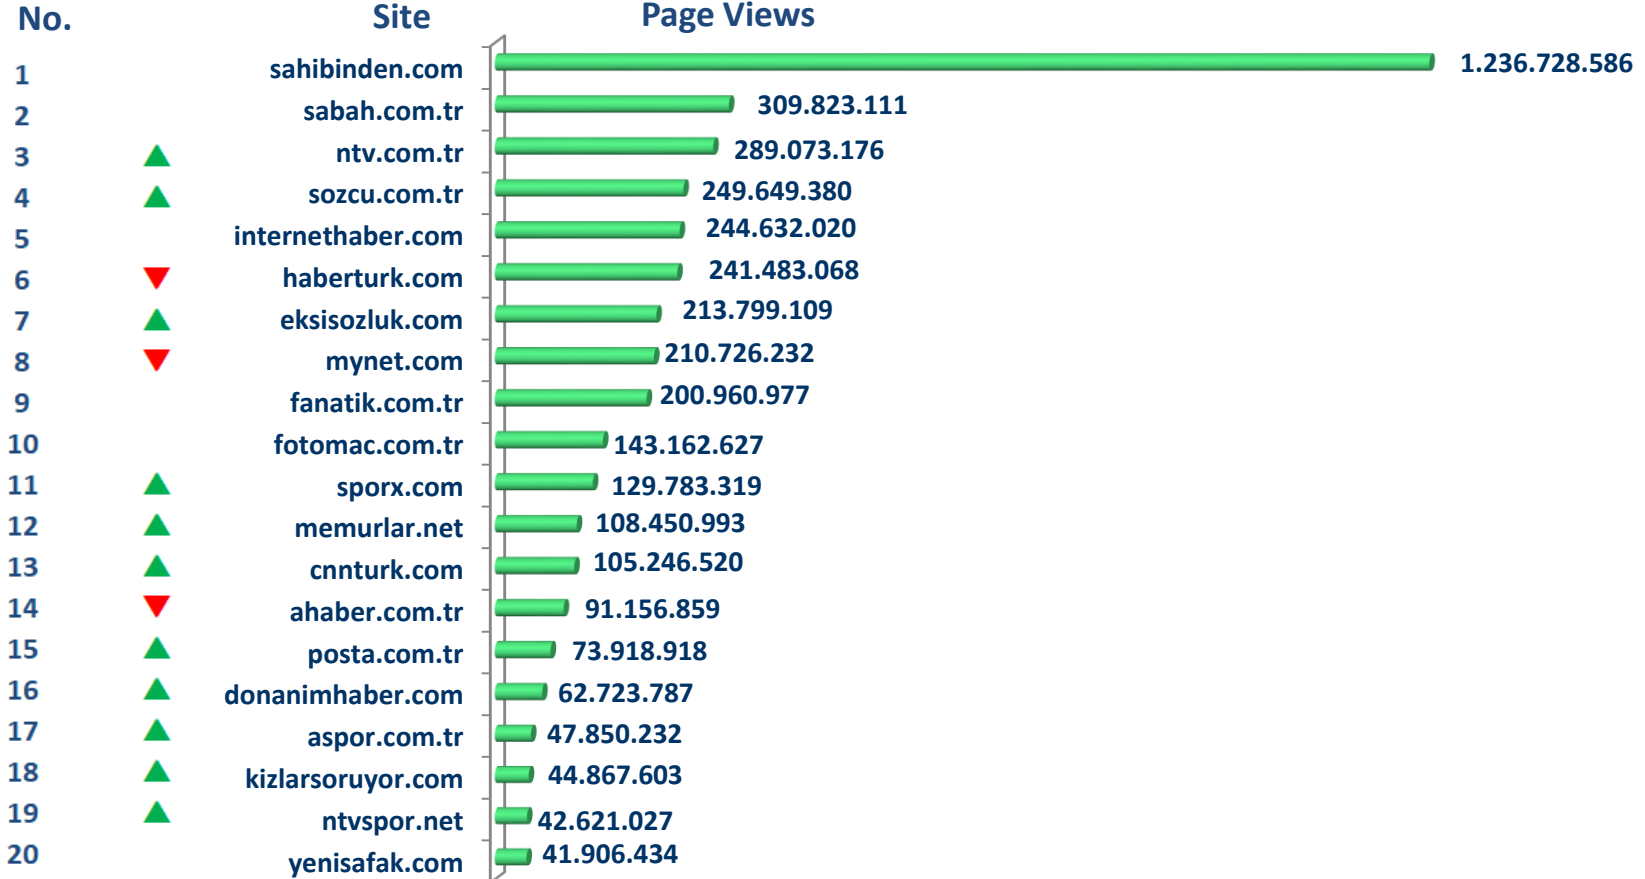 No. Site Page Views
1 sahibinden.com 1.236.728.586
2 sabah.com.tr 309.823.111
3 ntv.com.tr 289.073.176
4 sozcu.com.tr 249.649.380
5 internethaber.com 244.632.020
6 haberturk.com 241.483.068
7 eksisozluk.com 213.799.109
8 mynet.com 210.726.232
9 fanatik.com.tr 200.960.977
10 fotomac.com.tr 143.162.627
11 sporx.com 129.783.319
12 memurlar.net 108.450.993
13 cnnturk.com 105.246.520
14 ahaber.com.tr 91.156.859
15 posta.com.tr 73.918.918
16 donanimhaber.com 62.723.787
17 aspor.com.tr 47.850.232
18 kizlarsoruyor.com 44.867.603
19 ntvspor.net 42.621.027
20 yenisafak.com 41.906.434